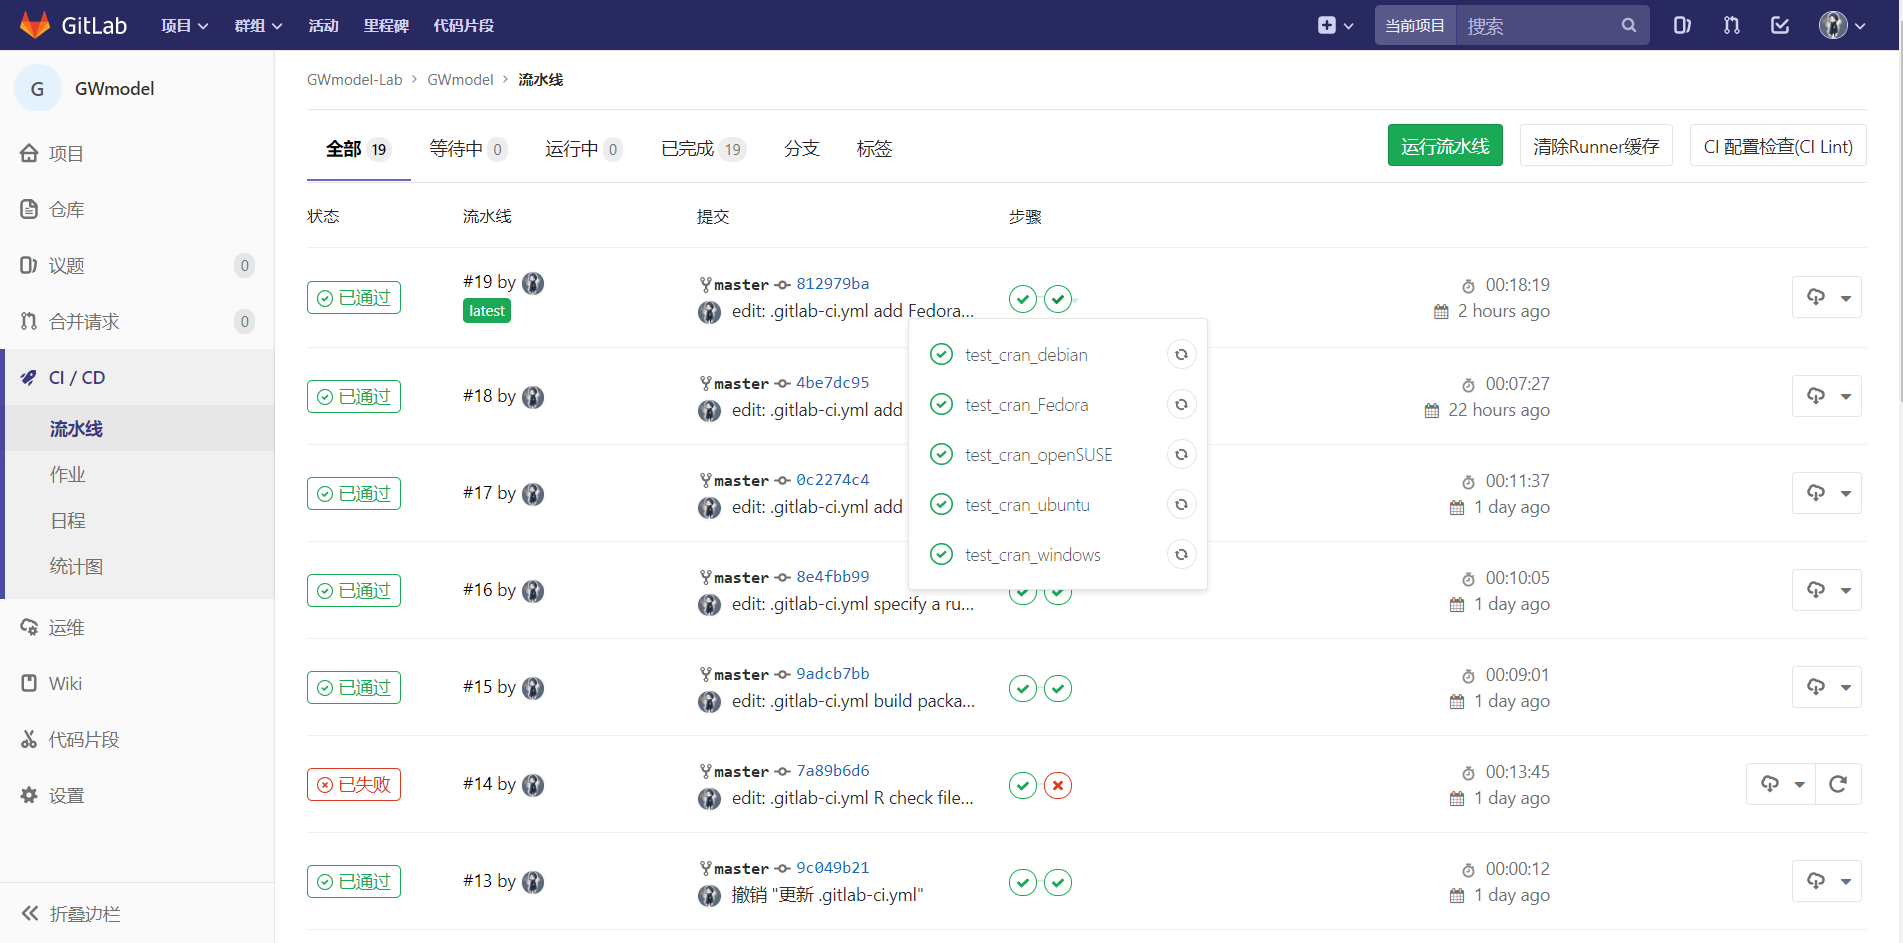 GitLab 项目 群组 活动 里程碑 代码片段 当前项目 搜索
G GWmodel
项目
仓库
议题 0
合并请求 0
CI / CD
流水线
作业
日程
统计图
运维
Wiki
代码片段
设置
折叠边栏
GWmodel-Lab › GWmodel › 流水线
全部 19 等待中 0 运行中 0 已完成 19 分支 标签 运行流水线 清除Runner缓存 CI 配置检查(CI Lint)
状态 流水线 提交 步骤
已通过 #19 by latest master 812979ba 00:18:19
edit: .gitlab-ci.yml add Fedora... 2 hours ago
test_cran_debian
test_cran_Fedora
test_cran_openSUSE
test_cran_ubuntu
test_cran_windows
已通过 #18 by master 4be7dc95 00:07:27
edit: .gitlab-ci.yml add 22 hours ago
已通过 #17 by master 0c2274c4 00:11:37
edit: .gitlab-ci.yml add 1 day ago
已通过 #16 by master 8e4fbb99 00:10:05
edit: .gitlab-ci.yml specify a ru... 1 day ago
已通过 #15 by master 9adcb7bb 00:09:01
edit: .gitlab-ci.yml build packa... 1 day ago
已失败 #14 by master 7a89b6d6 00:13:45
edit: .gitlab-ci.yml R check file... 1 day ago
已通过 #13 by master 9c049b21 00:00:12
撤销 "更新 .gitlab-ci.yml" 1 day ago